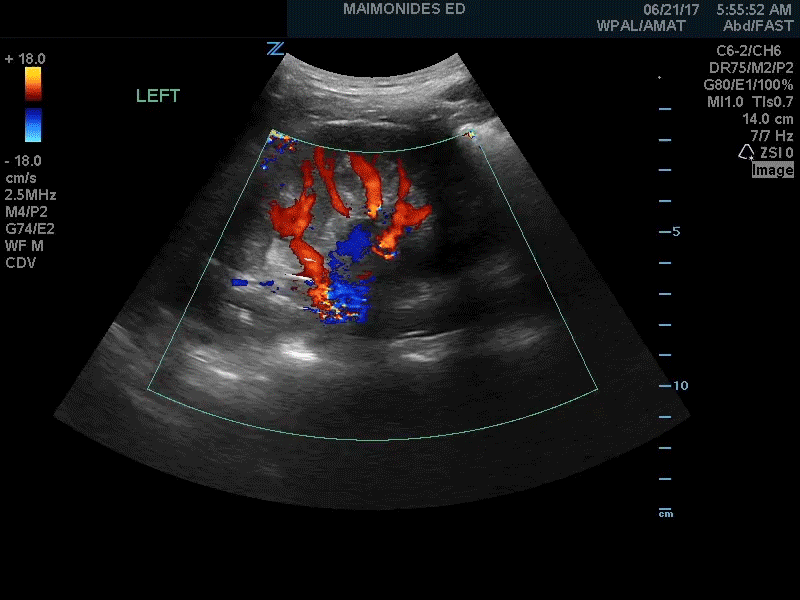 MAIMONIDES ED
06/21/17 5:55:52 AM
WPAL/AMAT Abd/FAST
+ 18.0
- 18.0
cm/s
2.5MHz
M4/P2
G74/E2
WF M
CDV
LEFT
Z
C6-2/CH6
DR75/M2/P2
G80/E1/100%
MI1.0 TIs0.7
14.0 cm
7/7 Hz
ZSI 0
Image
5
10
cm